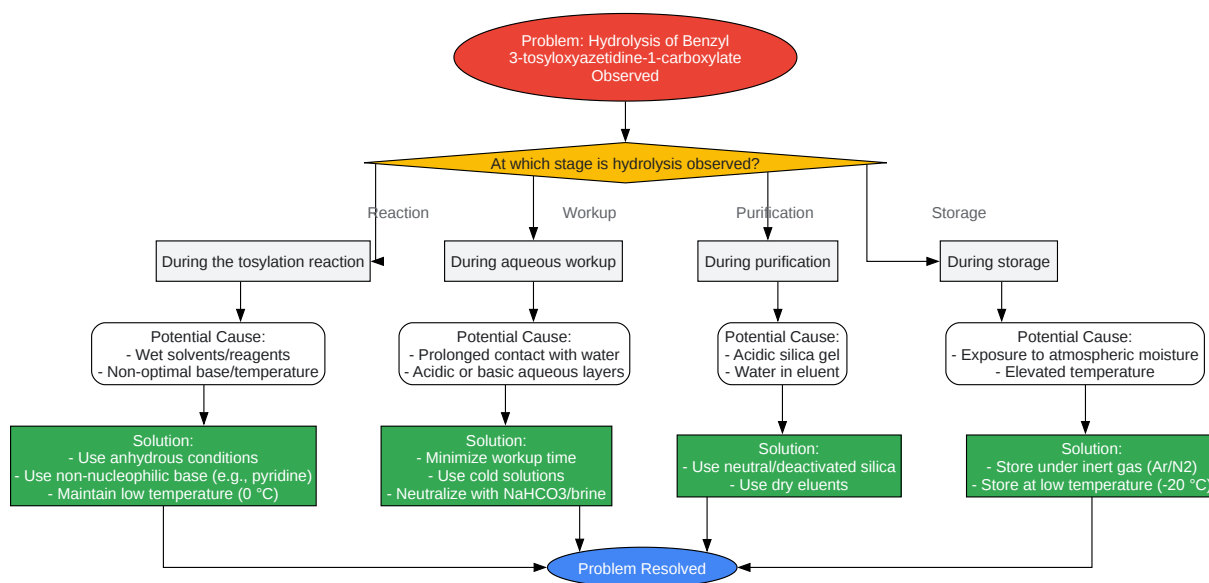 Problem: Hydrolysis of Benzyl
3-tosyloxyazetidine-1-carboxylate
Observed
At which stage is hydrolysis observed?
Reaction
Workup
Purification
Storage
During the tosylation reaction
During aqueous workup
During purification
During storage
Potential Cause:
- Wet solvents/reagents
- Non-optimal base/temperature
Potential Cause:
- Prolonged contact with water
- Acidic or basic aqueous layers
Potential Cause:
- Acidic silica gel
- Water in eluent
Potential Cause:
- Exposure to atmospheric moisture
- Elevated temperature
Solution:
- Use anhydrous conditions
- Use non-nucleophilic base (e.g., pyridine)
- Maintain low temperature (0 °C)
Solution:
- Minimize workup time
- Use cold solutions
- Neutralize with NaHCO3/brine
Solution:
- Use neutral/deactivated silica
- Use dry eluents
Solution:
- Store under inert gas (Ar/N2)
- Store at low temperature (-20 °C)
Problem Resolved